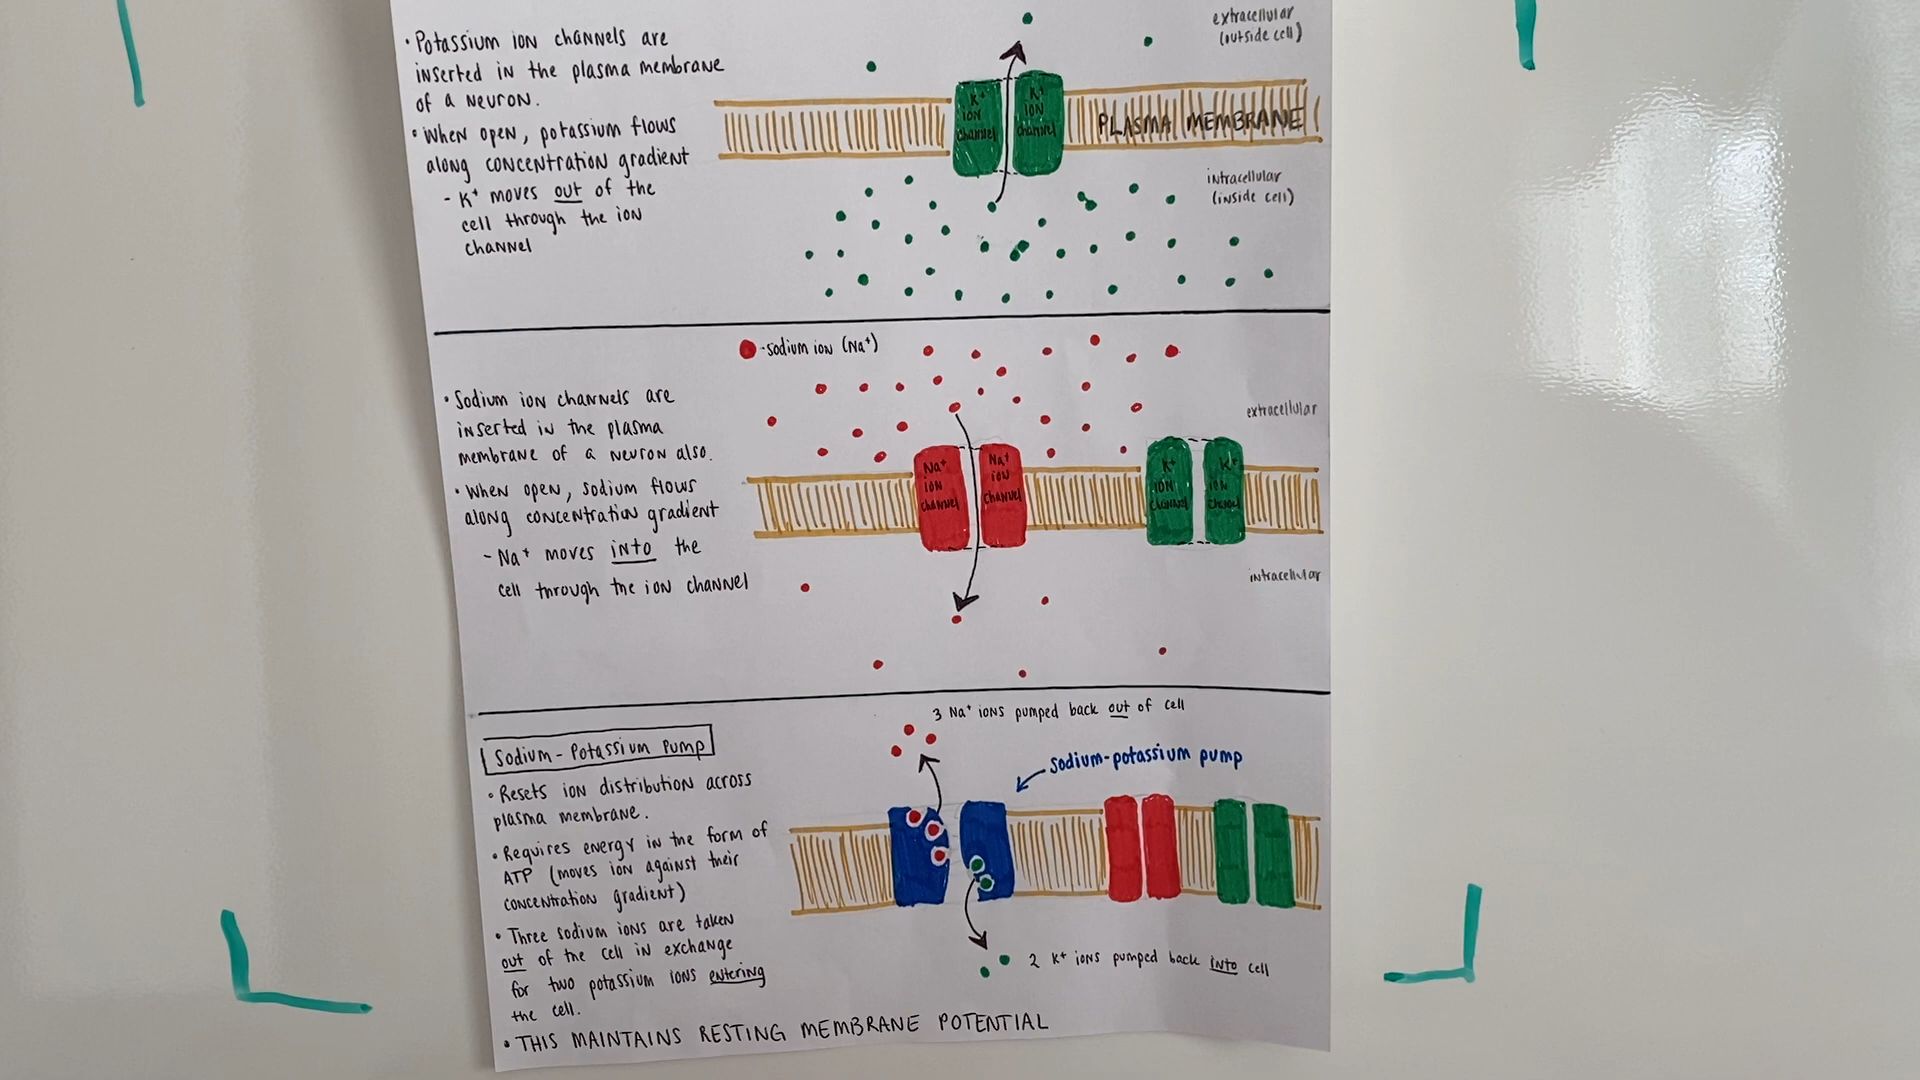 • Potassium ion channels are
inserted in the plasma membrane
of a neuron.
• When open, potassium flows
along concentration gradient
- K⁺ moves out of the
cell through the ion
channel
extracellular
(outside cell)
K⁺
ion
channel
K⁺
ion
channel
PLASMA MEMBRANE
intracellular
(inside cell)
- sodium ion (Na⁺)
• Sodium ion channels are
inserted in the plasma
membrane of a neuron also.
• When open, sodium flows
along concentration gradient
- Na⁺ moves into the
cell through the ion channel
extracellular
Na⁺
ion
channel
Na⁺
ion
channel
K⁺
ion
channel
K⁺
ion
channel
intracellular
Sodium-Potassium Pump
• Resets ion distribution across
plasma membrane.
• Requires energy in the form of
ATP (moves ion against their
concentration gradient)
• Three sodium ions are taken
out of the cell in exchange
for two potassium ions entering
the cell.
• THIS MAINTAINS RESTING MEMBRANE POTENTIAL
3 Na⁺ ions pumped back out of cell
sodium-potassium pump
2 K+ ions pumped back into cell